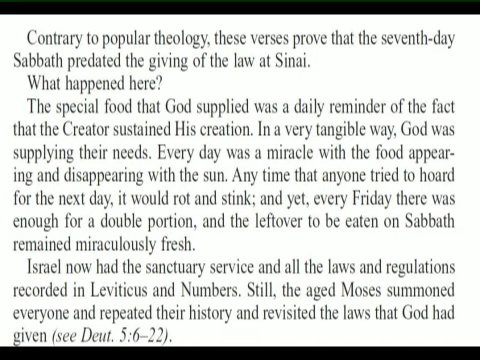 Contrary to popular theology, these verses prove that the seventh-day
Sabbath predated the giving of the law at Sinai.
What happened here?
The special food that God supplied was a daily reminder of the fact
that the Creator sustained His creation. In a very tangible way, God was
supplying their needs. Every day was a miracle with the food appear-
ing and disappearing with the sun. Any time that anyone tried to hoard
for the next day, it would rot and stink; and yet, every Friday there was
enough for a double portion, and the leftover to be eaten on Sabbath
remained miraculously fresh.
Israel now had the sanctuary service and all the laws and regulations
recorded in Leviticus and Numbers. Still, the aged Moses summoned
everyone and repeated their history and revisited the laws that God had
given (see Deut. 5:6–22).